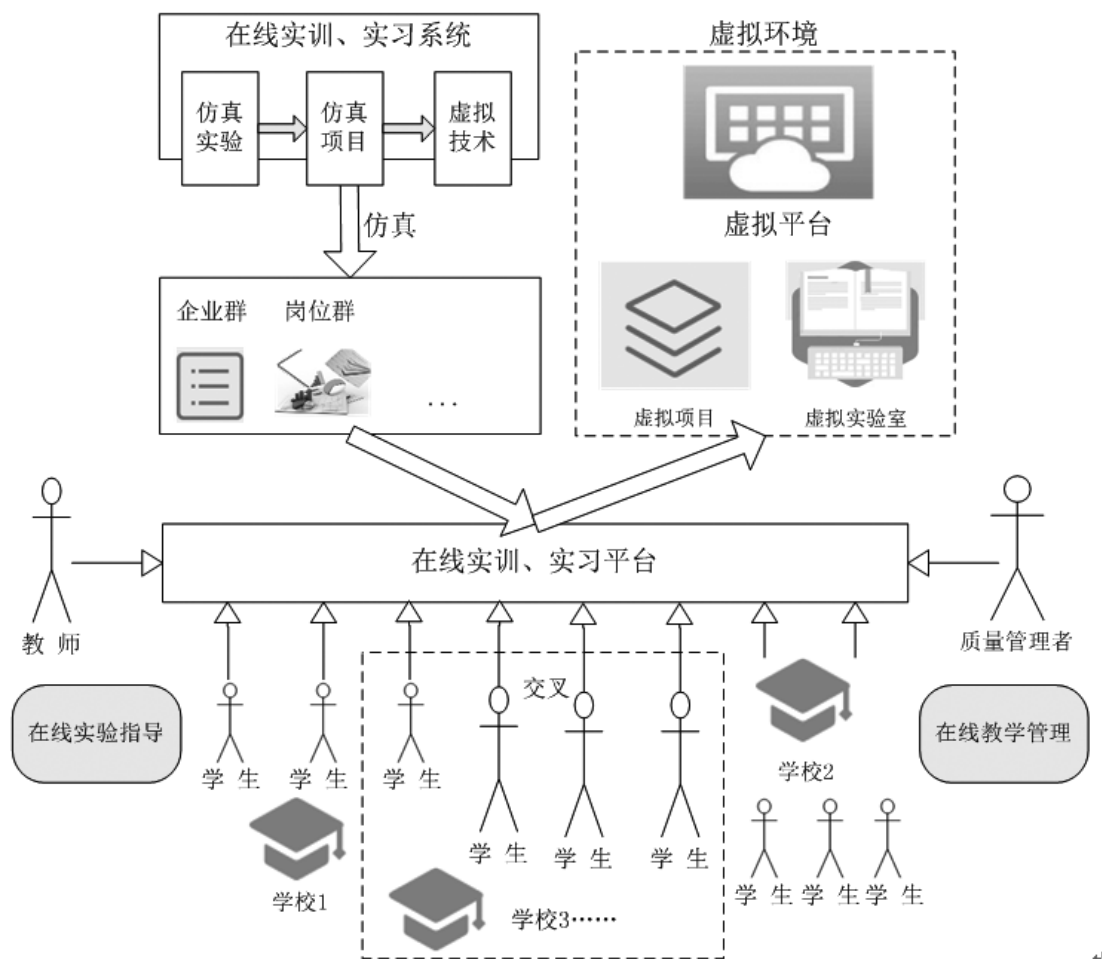 在线实训、实习系统
仿真
实验
仿真
项目
虚拟
技术
仿真
企业群
岗位群
...
虚拟环境
虚拟平台
虚拟项目
虚拟实验室
在线实训、实习平台
教 师
质量管理者
在线实验指导
在线教学管理
交叉
学 生
学 生
学 生
学 生
学 生
学 生
学校1
学校2
学校3……
学 生
学 生
学 生